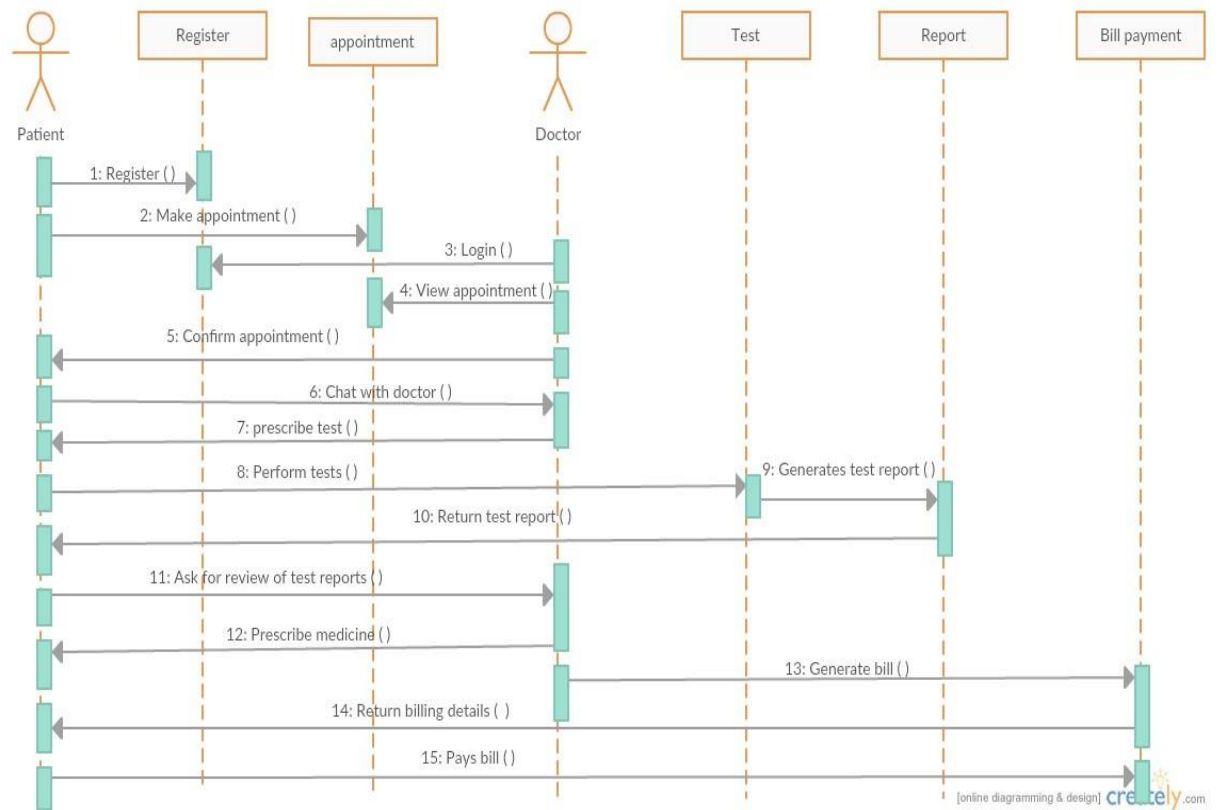 Register
appointment
Test
Report
Bill payment
Patient
Doctor
1: Register ( )
2: Make appointment ( )
3: Login ( )
4: View appointment ( )
5: Confirm appointment ( )
6: Chat with doctor ( )
7: prescribe test ( )
8: Perform tests ( )
9: Generates test report ( )
10: Return test report ( )
11: Ask for review of test reports ( )
12: Prescribe medicine ( )
13: Generate bill ( )
14: Return billing details ( )
15: Pays bill ( )
[online diagramming & design] creately.com